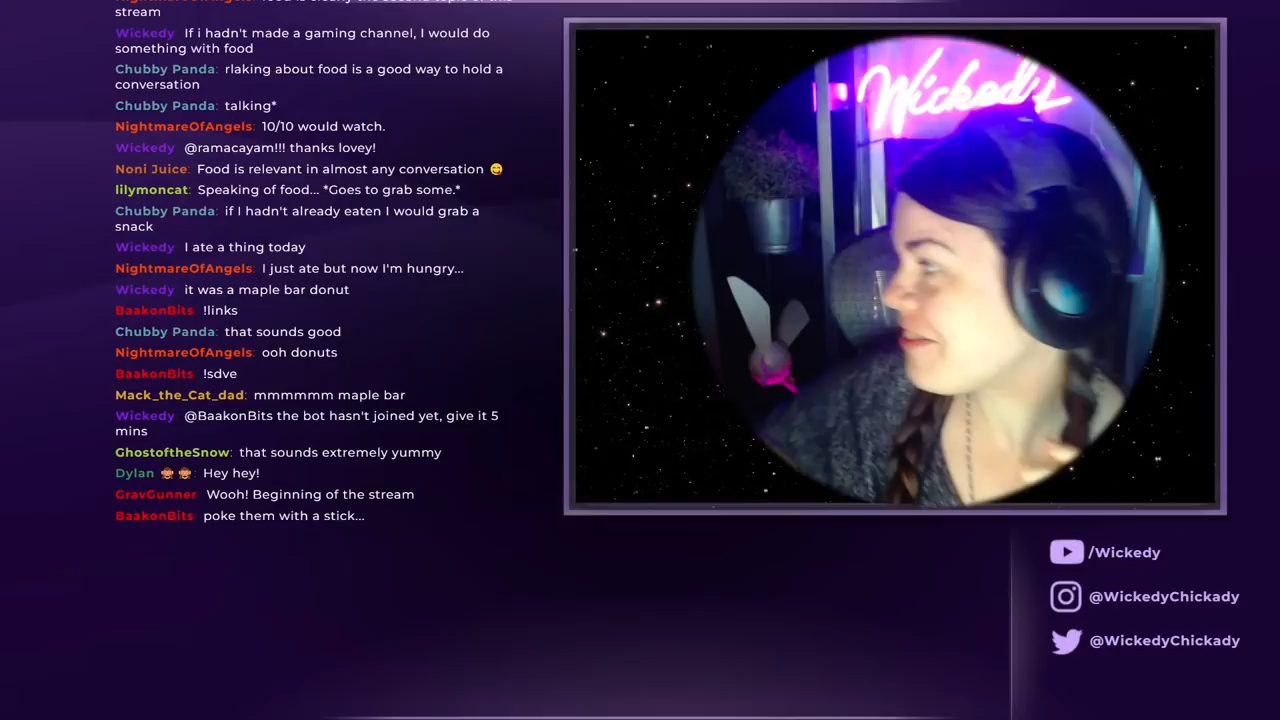 stream
Wickedy If i hadn't made a gaming channel, I would do
something with food
Chubby Panda: rlaking about food is a good way to hold a
conversation
Chubby Panda: talking*
NightmareOfAngels: 10/10 would watch.
Wickedy @ramacayam!!! thanks lovey!
Noni Juice: Food is relevant in almost any conversation 😋
lilymoncat: Speaking of food... *Goes to grab some.*
Chubby Panda: if I hadn't already eaten I would grab a
snack
Wickedy I ate a thing today
NightmareOfAngels: I just ate but now I'm hungry...
Wickedy it was a maple bar donut
BaakonBits !links
Chubby Panda: that sounds good
NightmareOfAngels: ooh donuts
BaakonBits !sdve
Mack_the_Cat_dad: mmmmmm maple bar
Wickedy @BaakonBits the bot hasn't joined yet, give it 5
mins
GhostoftheSnow: that sounds extremely yummy
Dylan 🙈 🙈: Hey hey!
GravGunner Wooh! Beginning of the stream
BaakonBits poke them with a stick...
Wickedy's
/Wickedy
@WickedyChickady
@WickedyChickady